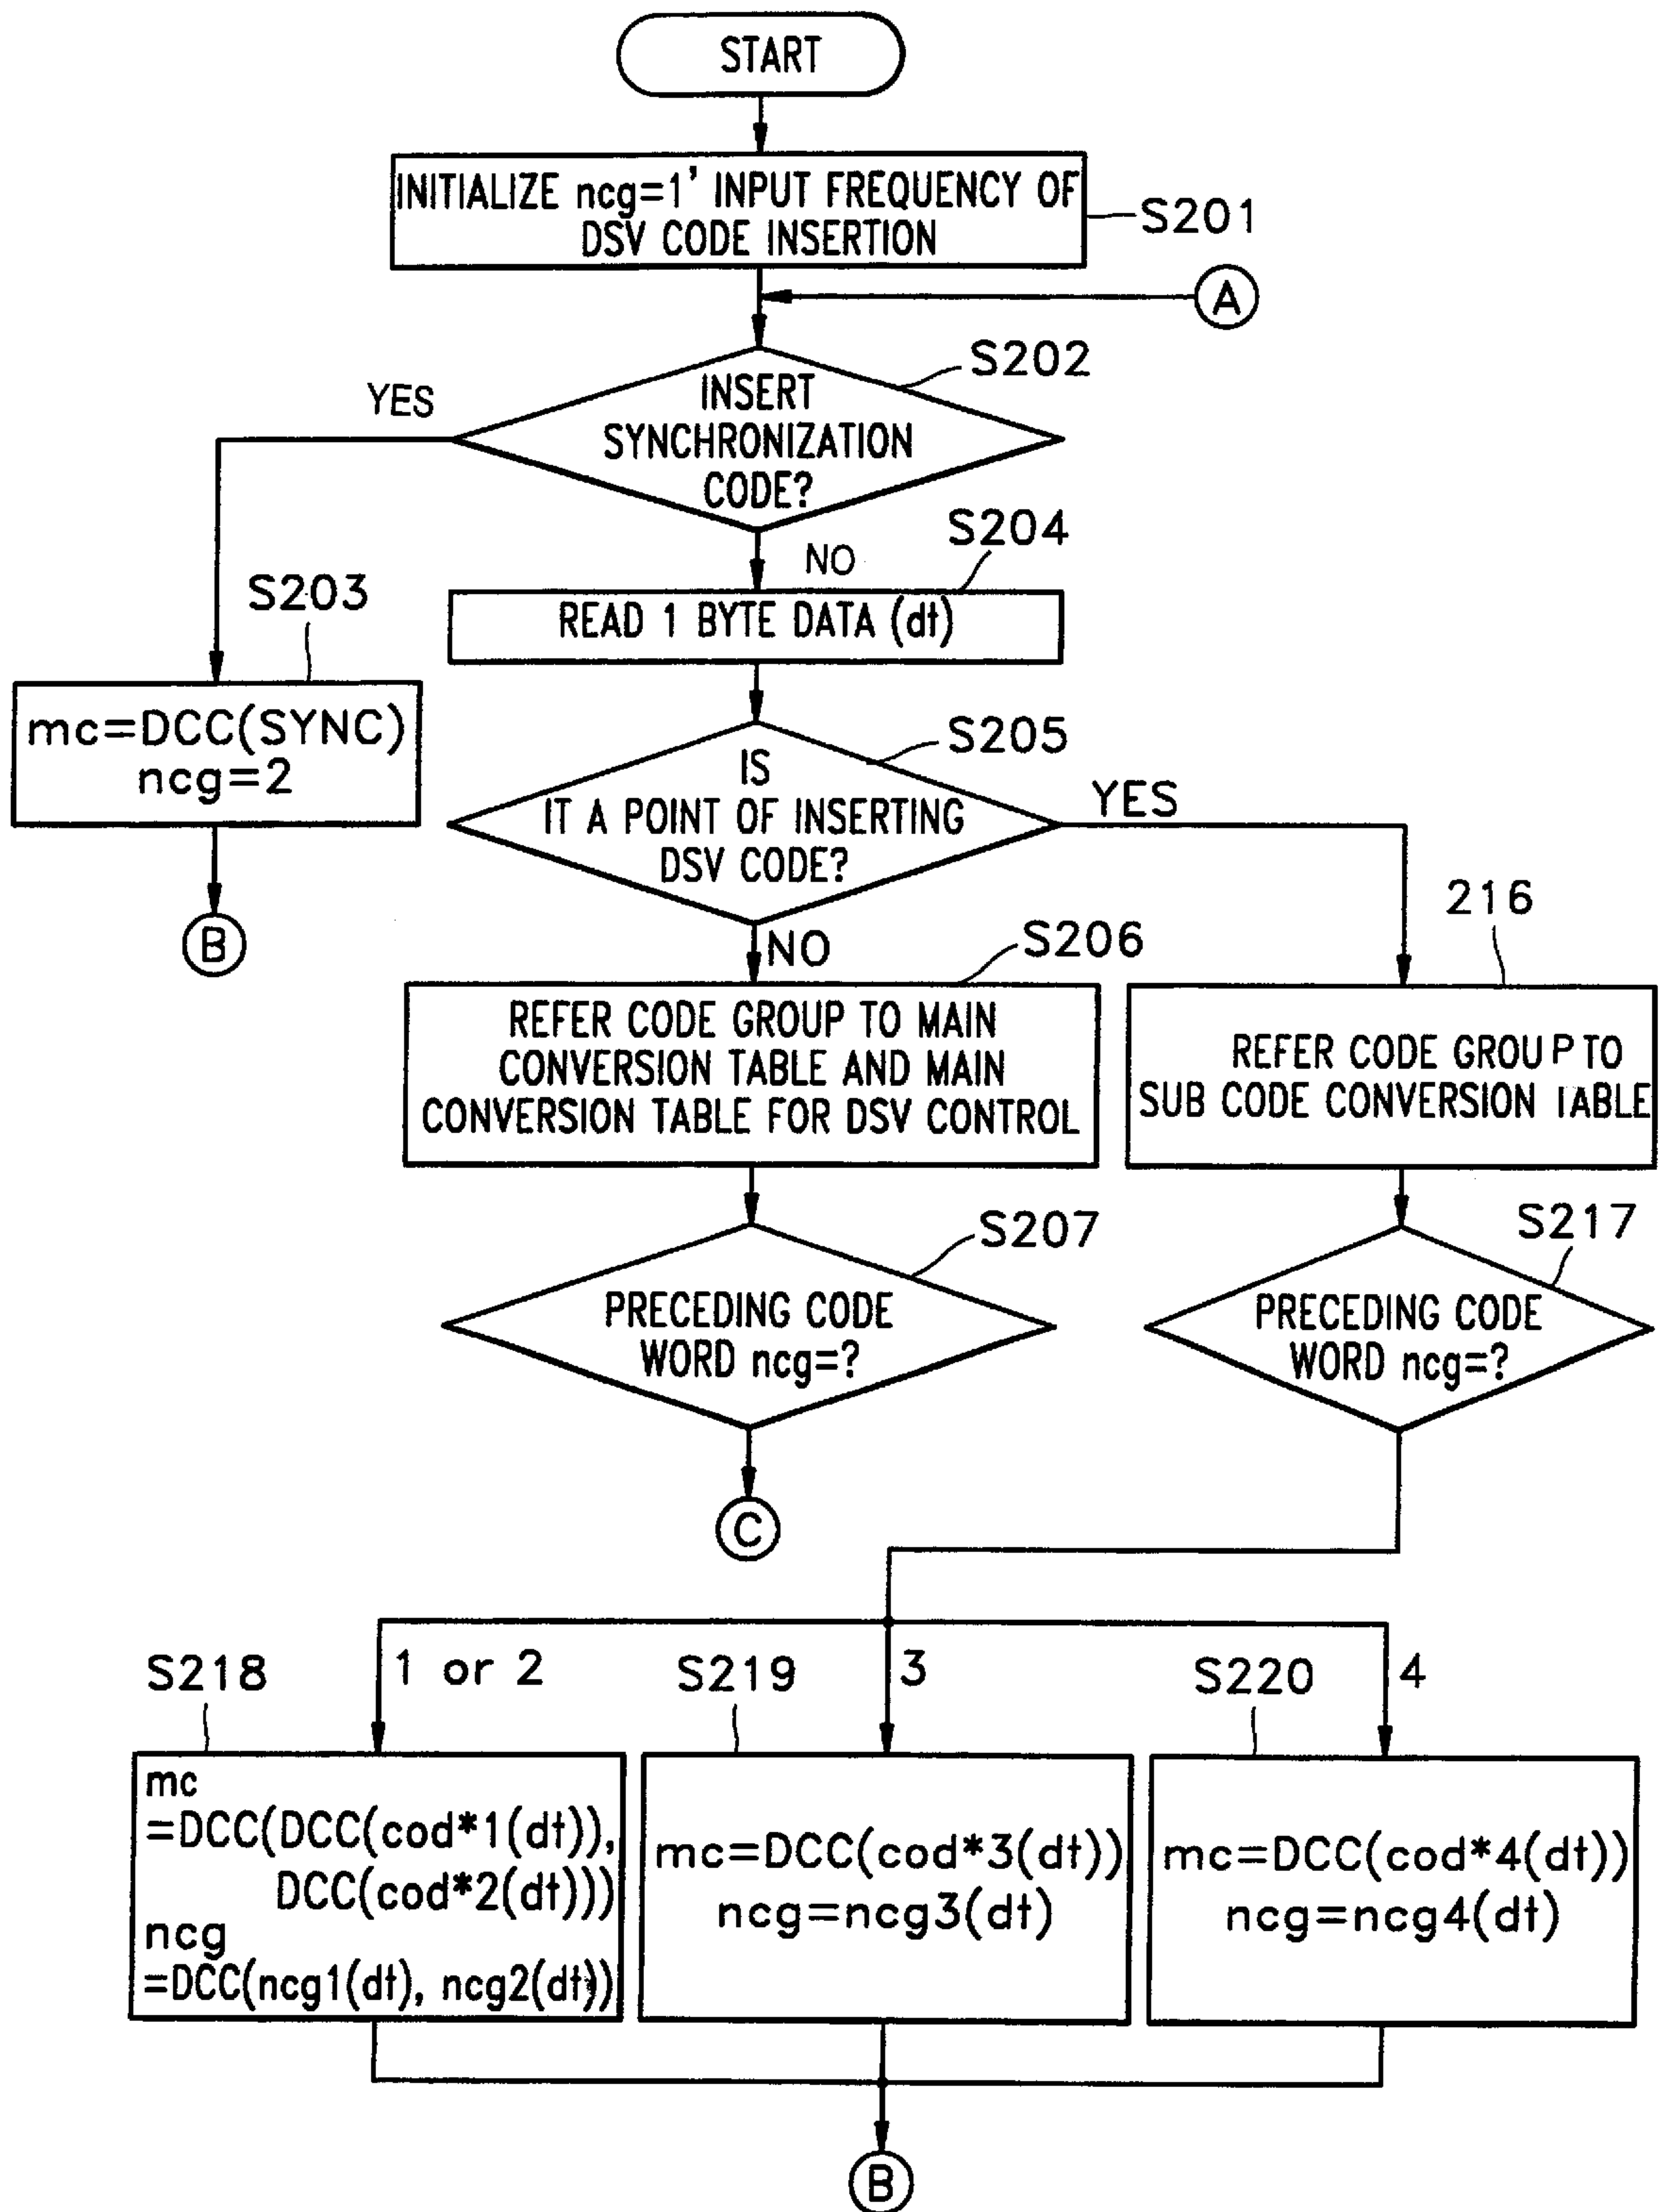 START
INITIALIZE ncg=1' INPUT FREQUENCY OF
DSV CODE INSERTION
S201
A
S202
INSERT
SYNCHRONIZATION
CODE?
YES
NO
S204
READ 1 BYTE DATA (dt)
S203
mc=DCC(SYNC)
ncg=2
B
S205
IS
IT A POINT OF INSERTING
DSV CODE?
YES
NO
S206
REFER CODE GROUP TO MAIN
CONVERSION TABLE AND MAIN
CONVERSION TABLE FOR DSV CONTROL
216
REFER CODE GROUP TO
SUB CODE CONVERSION TABLE
S207
PRECEDING CODE
WORD ncg=?
C
S217
PRECEDING CODE
WORD ncg=?
S218
1 or 2
mc
=DCC(DCC(cod*1(dt)),
DCC(cod*2(dt)))
ncg
=DCC(ncg1(dt), ncg2(dt))
S219
3
mc=DCC(cod*3(dt))
ncg=ncg3(dt)
S220
4
mc=DCC(cod*4(dt))
ncg=ncg4(dt)
B